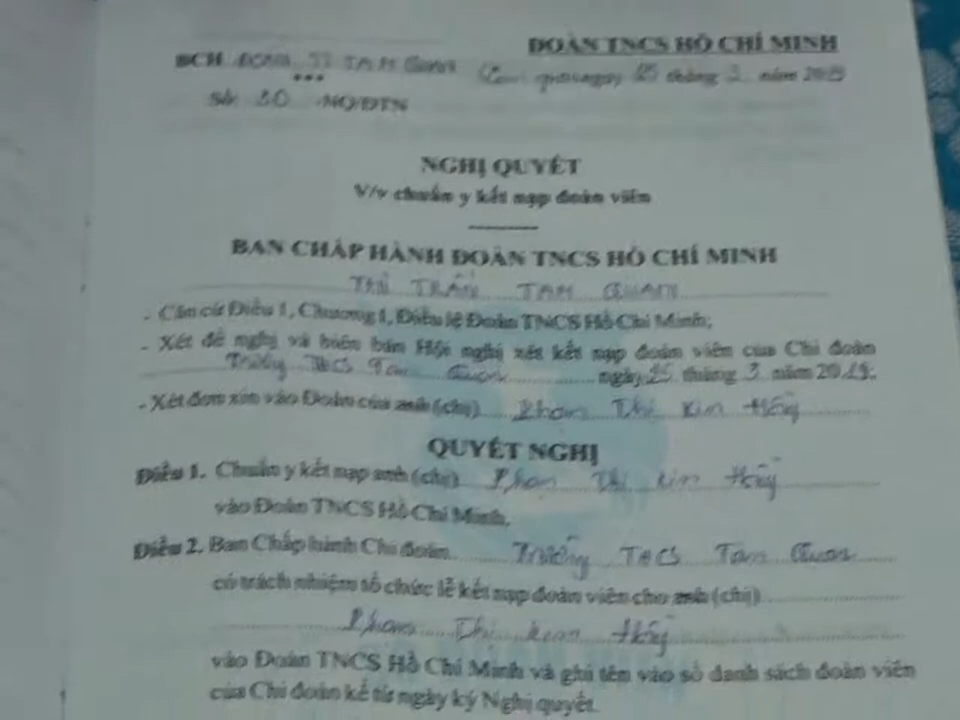 ĐOÀN TNCS HỒ CHÍ MINH
BCH ĐOÀN TT TAM QUAN Tam quan ngày 25 tháng 3 năm 20
***
Số: 30 NQ/ĐTN
NGHỊ QUYẾT
V/v chuẩn y kết nạp đoàn viên
BAN CHẤP HÀNH ĐOÀN TNCS HỒ CHÍ MINH
THỊ TRẤN TAM QUAN
- Căn cứ Điều 1, Chương I, Điều lệ Đoàn TNCS Hồ Chí Minh;
- Xét đề nghị và biên bản Hội nghị xét kết nạp đoàn viên của Chi đoàn
Trường THCS Tam Quan ngày 25 tháng 3 năm 20
- Xét đơn xin vào Đoàn của anh (chị) Phan Thị Kim Hồng
QUYẾT NGHỊ
Điều 1. Chuẩn y kết nạp anh (chị) Phan Thị Kim Hồng
vào Đoàn TNCS Hồ Chí Minh.
Điều 2. Ban Chấp hành Chi đoàn Trường THCS Tam Quan
có trách nhiệm tổ chức lễ kết nạp đoàn viên cho anh (chị)
Phan Thị Kim Hồng
vào Đoàn TNCS Hồ Chí Minh và ghi tên vào sổ danh sách đoàn viên
của Chi đoàn kể từ ngày ký Nghị quyết.